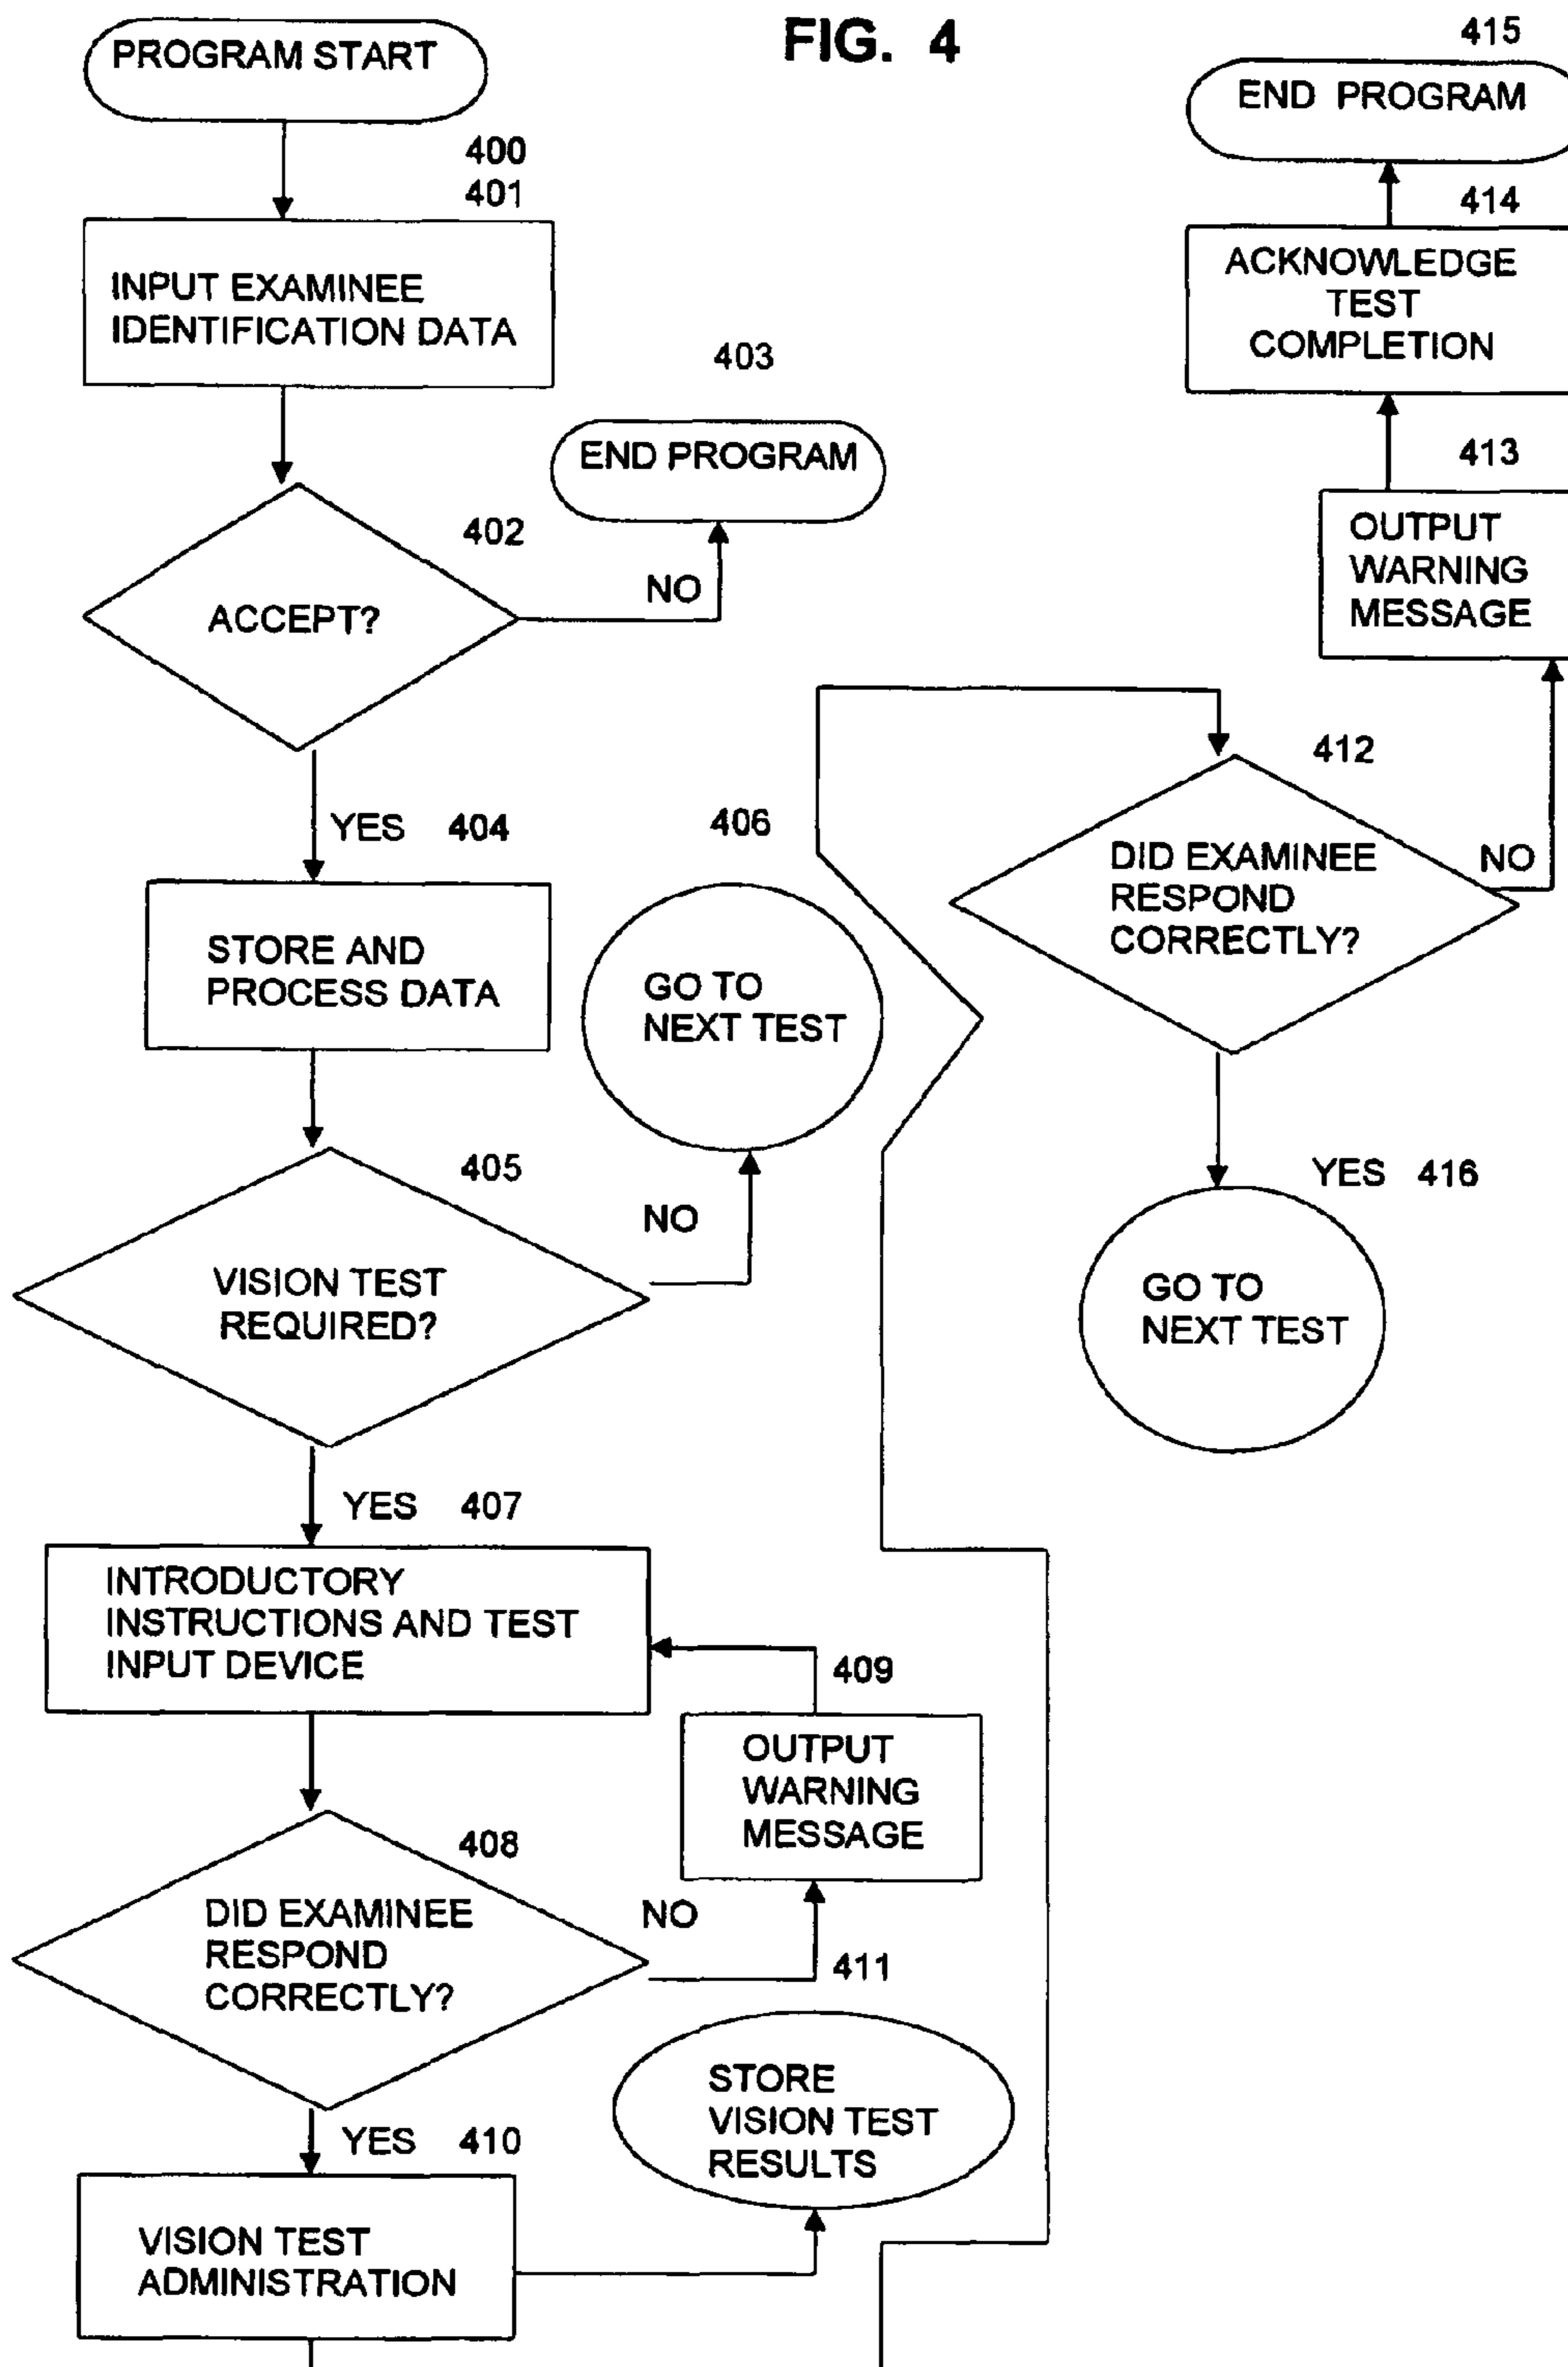 FIG. 4
PROGRAM START
400
401
INPUT EXAMINEE
IDENTIFICATION DATA
402
ACCEPT?
NO
403
END PROGRAM
YES 404
STORE AND
PROCESS DATA
405
VISION TEST
REQUIRED?
NO
406
GO TO
NEXT TEST
YES 407
INTRODUCTORY
INSTRUCTIONS AND TEST
INPUT DEVICE
408
DID EXAMINEE
RESPOND
CORRECTLY?
NO
409
OUTPUT
WARNING
MESSAGE
YES 410
VISION TEST
ADMINISTRATION
411
STORE
VISION TEST
RESULTS
412
DID EXAMINEE
RESPOND
CORRECTLY?
NO
413
OUTPUT
WARNING
MESSAGE
414
ACKNOWLEDGE
TEST
COMPLETION
415
END PROGRAM
YES 416
GO TO
NEXT TEST